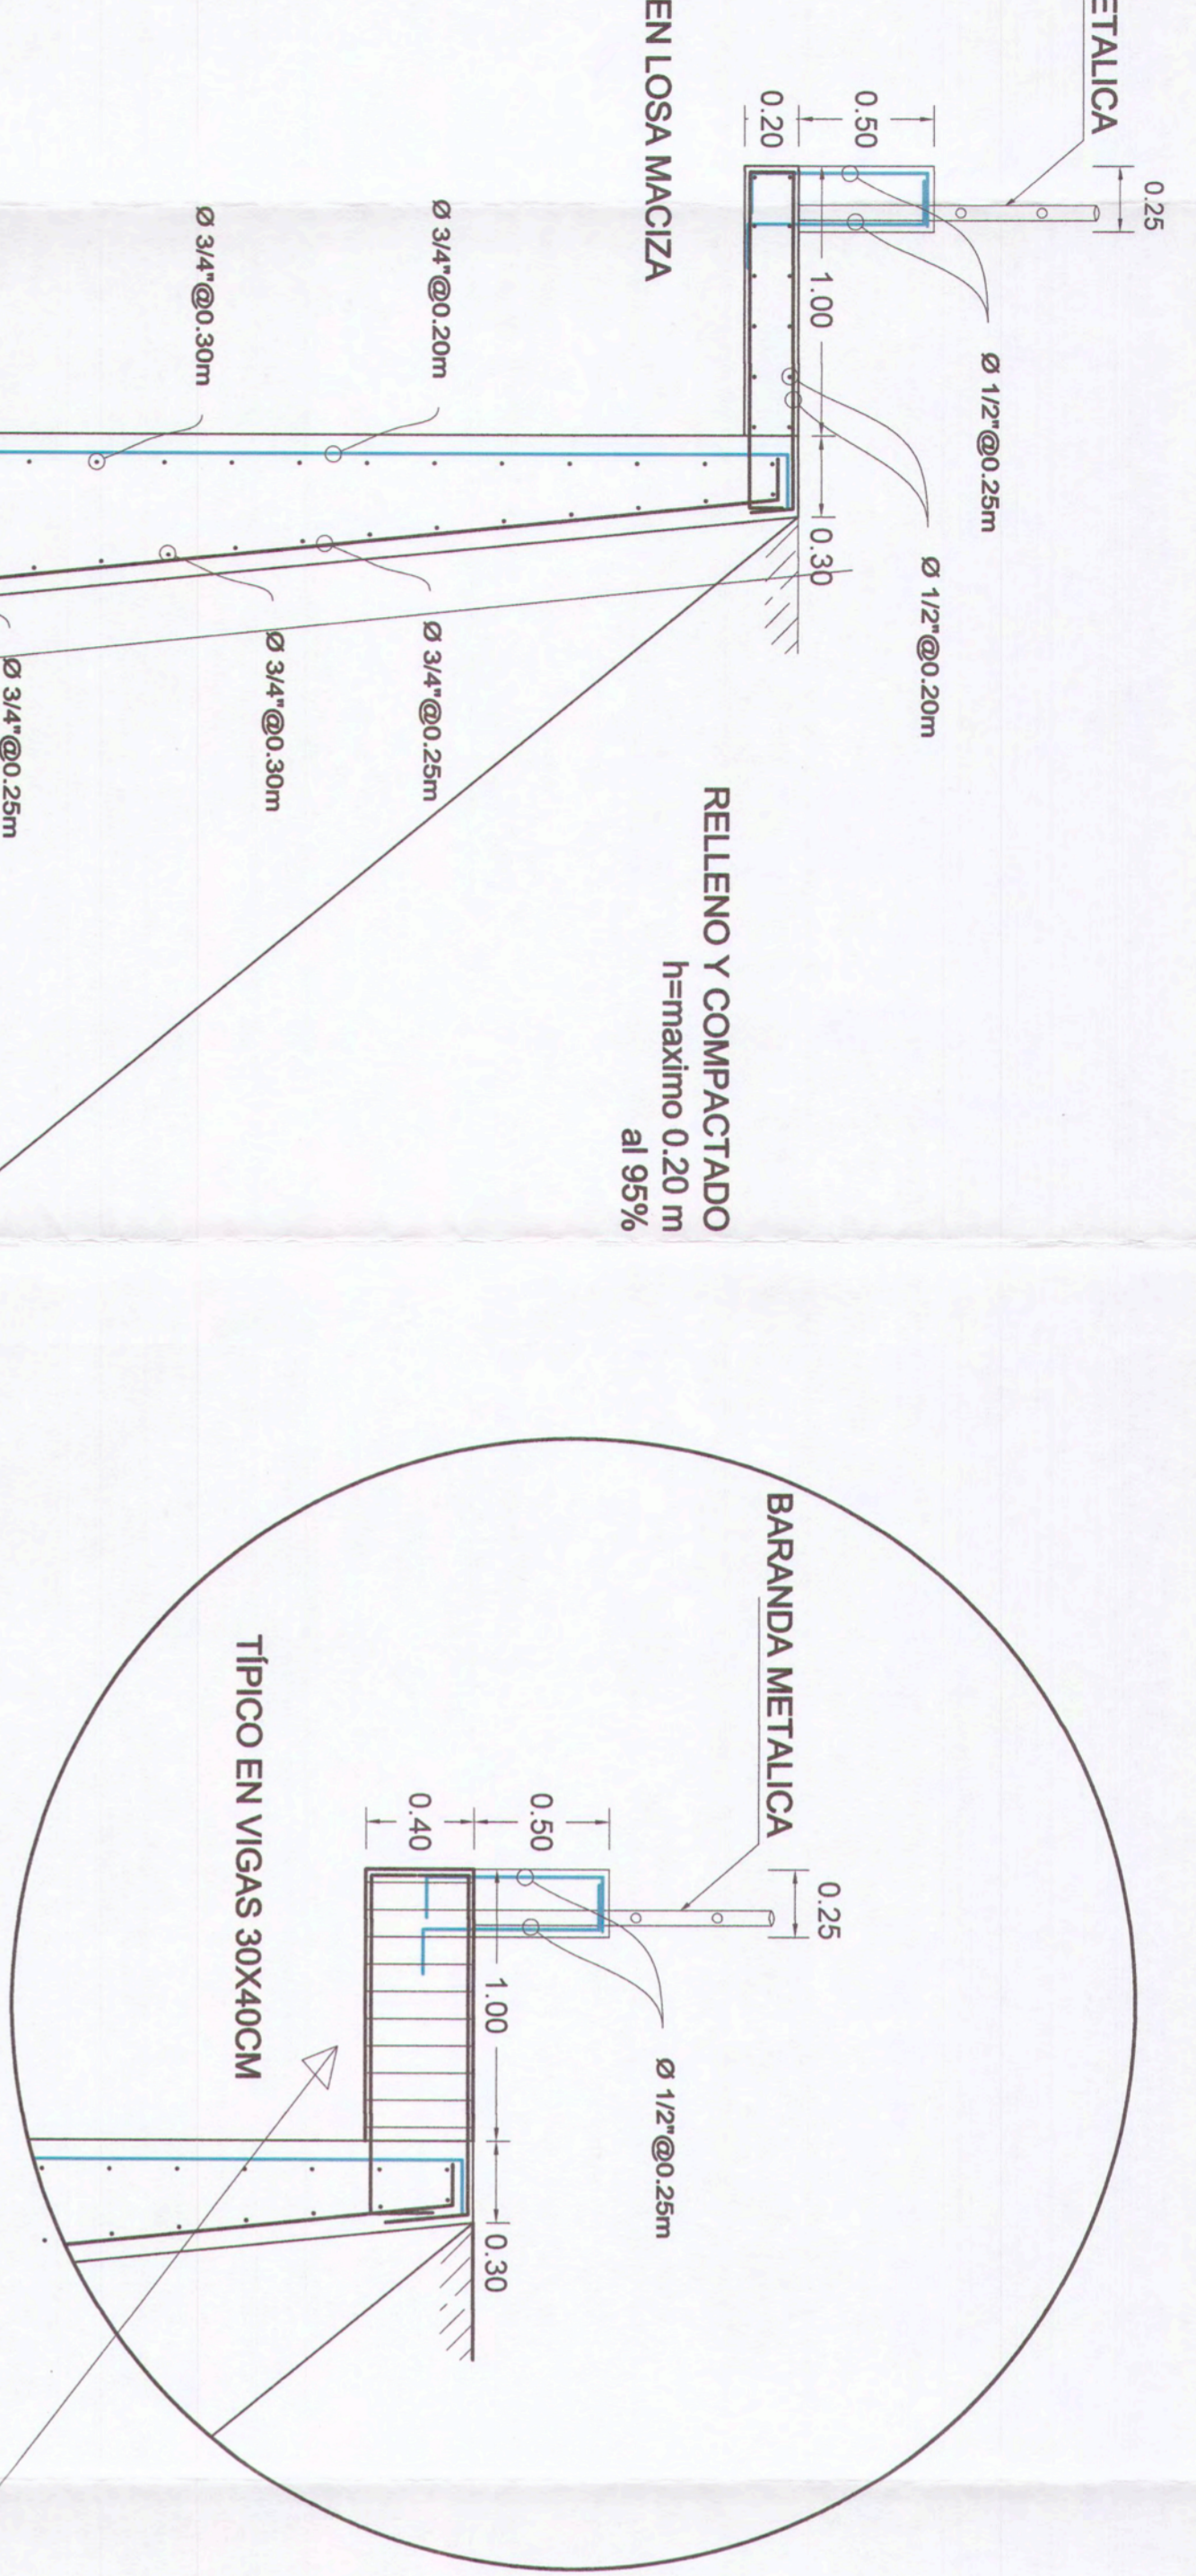 ETALICA
0.25
0.50
0.20
1.00
0.30
Ø 1/2"@0.25m
Ø 1/2"@0.20m
EN LOSA MACIZA
RELLENO Y COMPACTADO
h=maximo 0.20 m
al 95%
Ø 3/4"@0.20m
Ø 3/4"@0.30m
Ø 3/4"@0.25m
Ø 3/4"@0.30m
Ø 3/4"@0.25m
BARANDA METALICA
0.25
0.50
0.40
1.00
0.30
Ø 1/2"@0.25m
TÍPICO EN VIGAS 30X40CM